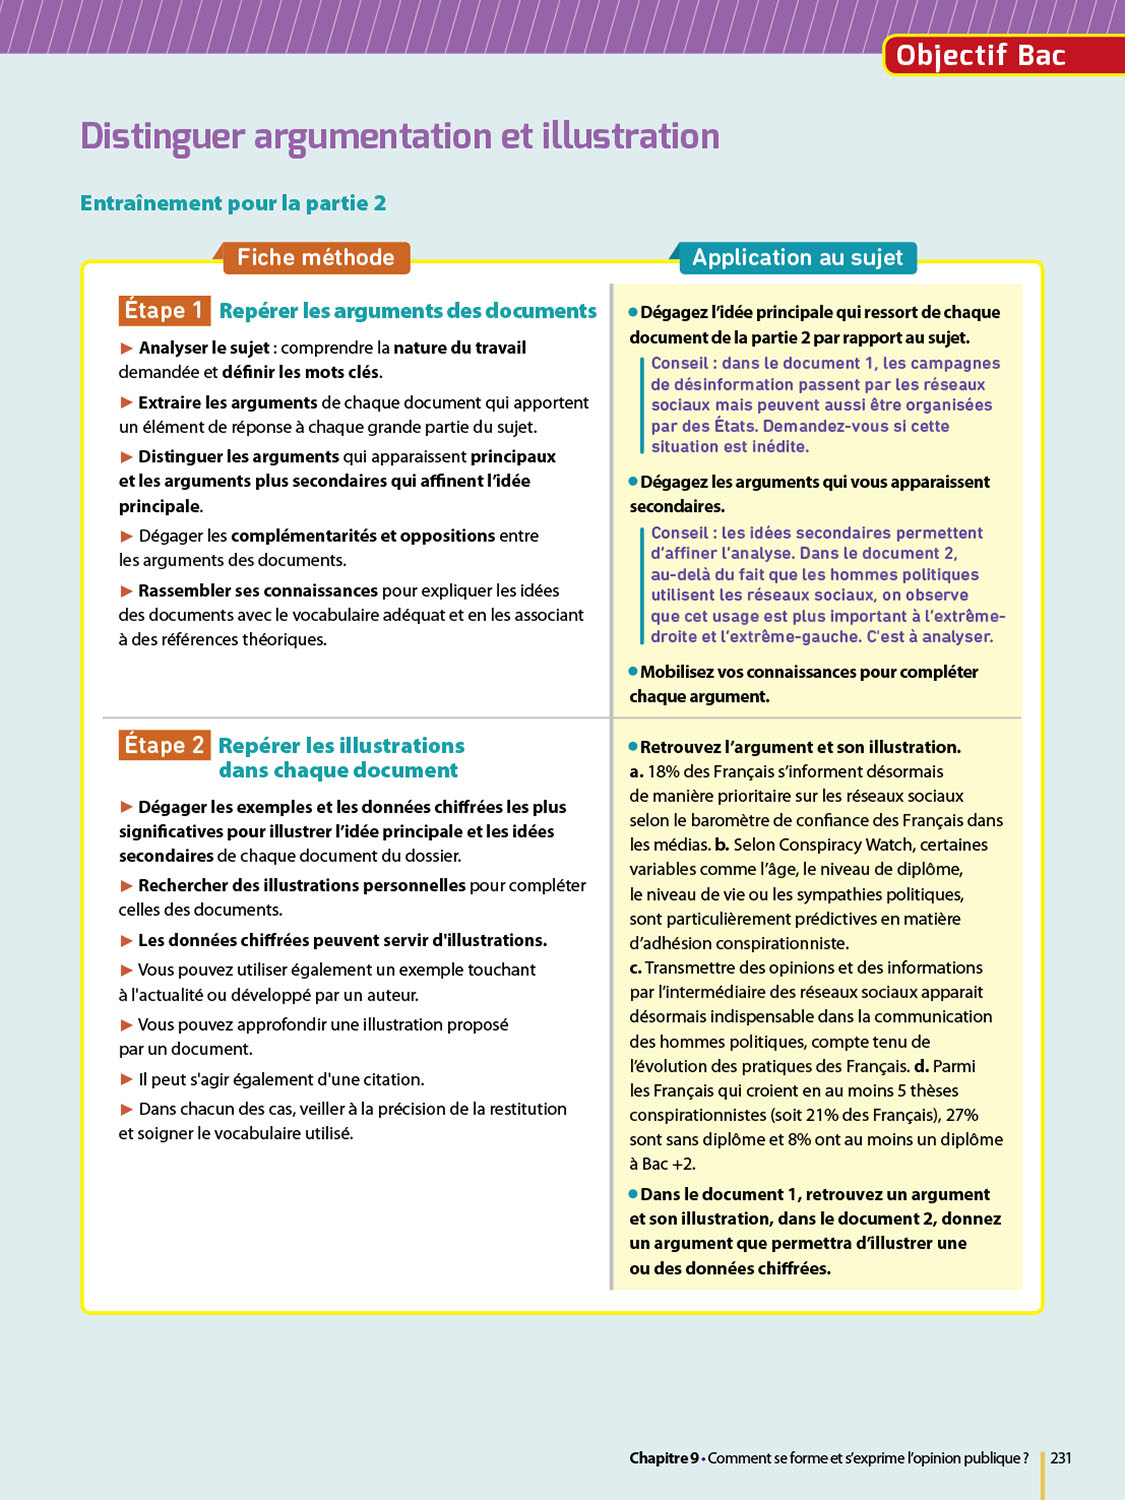 Objectif Bac
Distinguer argumentation et illustration
Entraînement pour la partie 2
Fiche méthode
Étape 1 Repérer les arguments des documents
► Analyser le sujet : comprendre la nature du travail
demandée et définir les mots clés.
► Extraire les arguments de chaque document qui apportent
un élément de réponse à chaque grande partie du sujet.
► Distinguer les arguments qui apparaissent principaux
et les arguments plus secondaires qui affinent l'idée
principale.
► Dégager les complémentarités et oppositions entre
les arguments des documents.
► Rassembler ses connaissances pour expliquer les idées
des documents avec le vocabulaire adéquat et en les associant
à des références théoriques.
Application au sujet
• Dégagez l'idée principale qui ressort de chaque
document de la partie 2 par rapport au sujet.
Conseil : dans le document 1, les campagnes
de désinformation passent par les réseaux
sociaux mais peuvent aussi être organisées
par des États. Demandez-vous si cette
situation est inédite.
• Dégagez les arguments qui vous apparaissent
secondaires.
Conseil : les idées secondaires permettent
d'affiner l'analyse. Dans le document 2,
au-delà du fait que les hommes politiques
utilisent les réseaux sociaux, on observe
que cet usage est plus important à l'extrême-
droite et l'extrême-gauche. C'est à analyser.
• Mobilisez vos connaissances pour compléter
chaque argument.
Étape 2 Repérer les illustrations
dans chaque document
► Dégager les exemples et les données chiffrées les plus
significatives pour illustrer l'idée principale et les idées
secondaires de chaque document du dossier.
► Rechercher des illustrations personnelles pour compléter
celles des documents.
► Les données chiffrées peuvent servir d'illustrations.
► Vous pouvez utiliser également un exemple touchant
à l'actualité ou développé par un auteur.
► Vous pouvez approfondir une illustration proposé
par un document.
► Il peut s'agir également d'une citation.
► Dans chacun des cas, veiller à la précision de la restitution
et soigner le vocabulaire utilisé.
• Retrouvez l'argument et son illustration.
a. 18% des Français s'informent désormais
de manière prioritaire sur les réseaux sociaux
selon le baromètre de confiance des Français dans
les médias. b. Selon Conspiracy Watch, certaines
variables comme l'âge, le niveau de diplôme,
le niveau de vie ou les sympathies politiques,
sont particulièrement prédictives en matière
d'adhésion conspirationniste.
c. Transmettre des opinions et des informations
par l'intermédiaire des réseaux sociaux apparait
désormais indispensable dans la communication
des hommes politiques, compte tenu de
l'évolution des pratiques des Français. d. Parmi
les Français qui croient en au moins 5 thèses
conspirationnistes (soit 21% des Français), 27%
sont sans diplôme et 8% ont au moins un diplôme
à Bac +2.
• Dans le document 1, retrouvez un argument
et son illustration, dans le document 2, donnez
un argument que permettra d'illustrer une
ou des données chiffrées.
Chapitre 9 • Comment se forme et s'exprime l'opinion publique ? 231